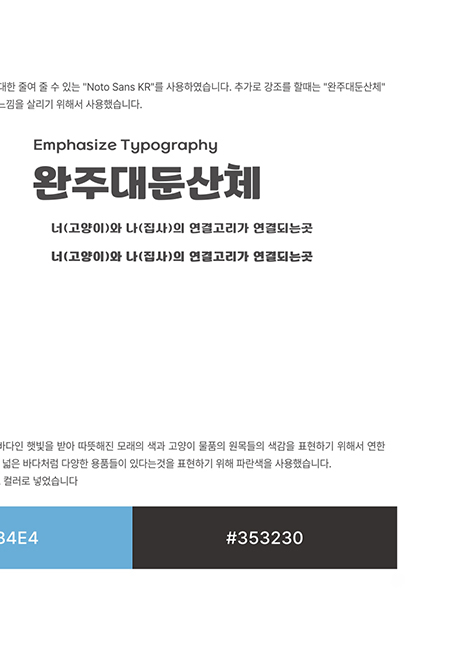 대한 줄여 줄 수 있는 "Noto Sans KR"를 사용하였습니다. 추가로 강조를 할때는 "완주대둔산체"
느낌을 살리기 위해서 사용했습니다.
Emphasize Typography
완주대둔산체
너(고양이)와 나(집사)의 연결고리가 연결되는곳
너(고양이)와 나(집사)의 연결고리가 연결되는곳
바다인 햇빛을 받아 따뜻해진 모래의 색과 고양이 물품의 원목들의 색감을 표현하기 위해서 연한
넓은 바다처럼 다양한 용품들이 있다는것을 표현하기 위해 파란색을 사용했습니다.
컬러로 넣었습니다
84E4
#353230